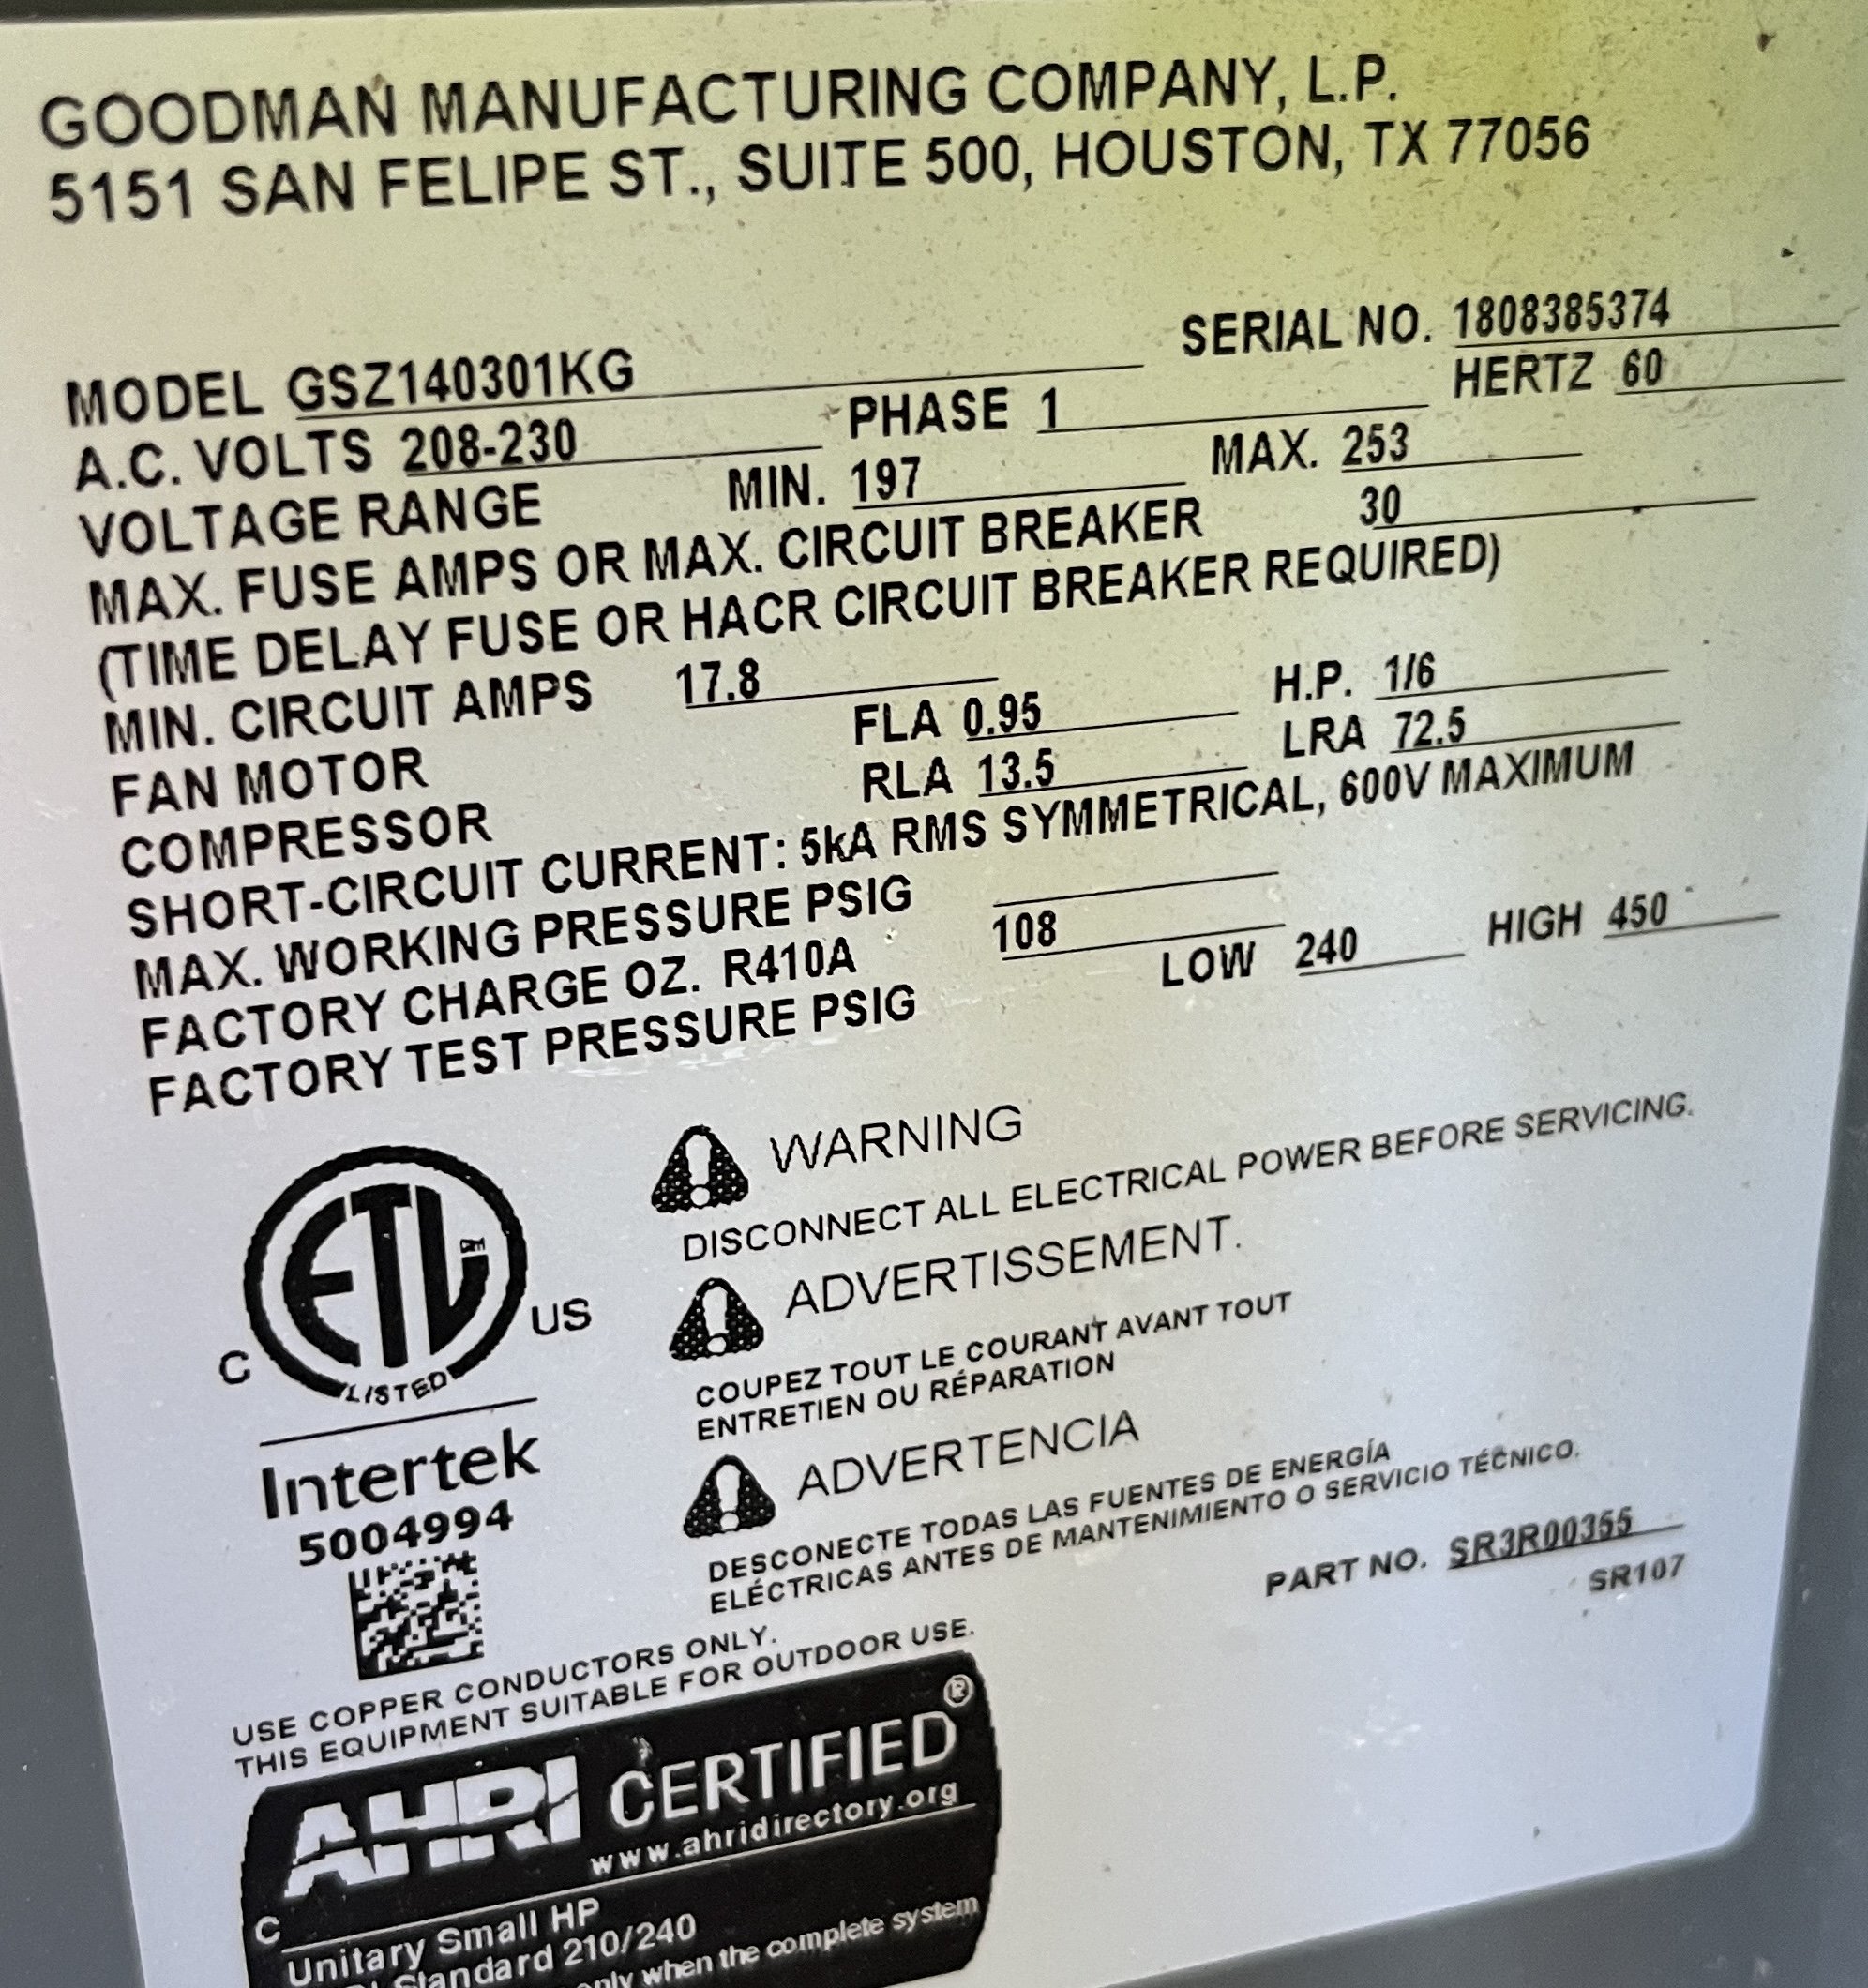 GOODMAN MANUFACTURING COMPANY, L.P.
5151 SAN FELIPE ST., SUITE 500, HOUSTON, TX 77056
MODEL GSZ140301KG SERIAL NO. 1808385374
A.C. VOLTS 208-230 PHASE 1 HERTZ 60
VOLTAGE RANGE MIN. 197 MAX. 253
MAX. FUSE AMPS OR MAX. CIRCUIT BREAKER 30
(TIME DELAY FUSE OR HACR CIRCUIT BREAKER REQUIRED)
MIN. CIRCUIT AMPS 17.8
FAN MOTOR FLA 0.95 H.P. 1/6
COMPRESSOR RLA 13.5 LRA 72.5
SHORT-CIRCUIT CURRENT: 5kA RMS SYMMETRICAL, 600V MAXIMUM
MAX. WORKING PRESSURE PSIG
FACTORY CHARGE OZ. R410A 108
FACTORY TEST PRESSURE PSIG LOW 240 HIGH 450
WARNING
DISCONNECT ALL ELECTRICAL POWER BEFORE SERVICING.
ADVERTISSEMENT.
COUPEZ TOUT LE COURANT AVANT TOUT
ENTRETIEN OU RÉPARATION
ADVERTENCIA
DESCONECTE TODAS LAS FUENTES DE ENERGÍA
ELÉCTRICAS ANTES DE MANTENIMIENTO O SERVICIO TÉCNICO.
PART NO. SR3R00355
SR107
ETL
C US
LISTED
Intertek
5004994
USE COPPER CONDUCTORS ONLY.
THIS EQUIPMENT SUITABLE FOR OUTDOOR USE.
AHRI CERTIFIED®
www.ahridirectory.org
C
Unitary Small HP
Standard 210/240
when the complete system